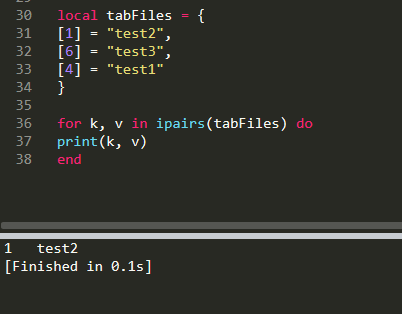 30 local tabFiles = {
31 [1] = "test2",
32 [6] = "test3",
33 [4] = "test1"
34 }
35
36 for k, v in ipairs(tabFiles) do
37 print(k, v)
38 end
1 test2
[Finished in 0.1s]